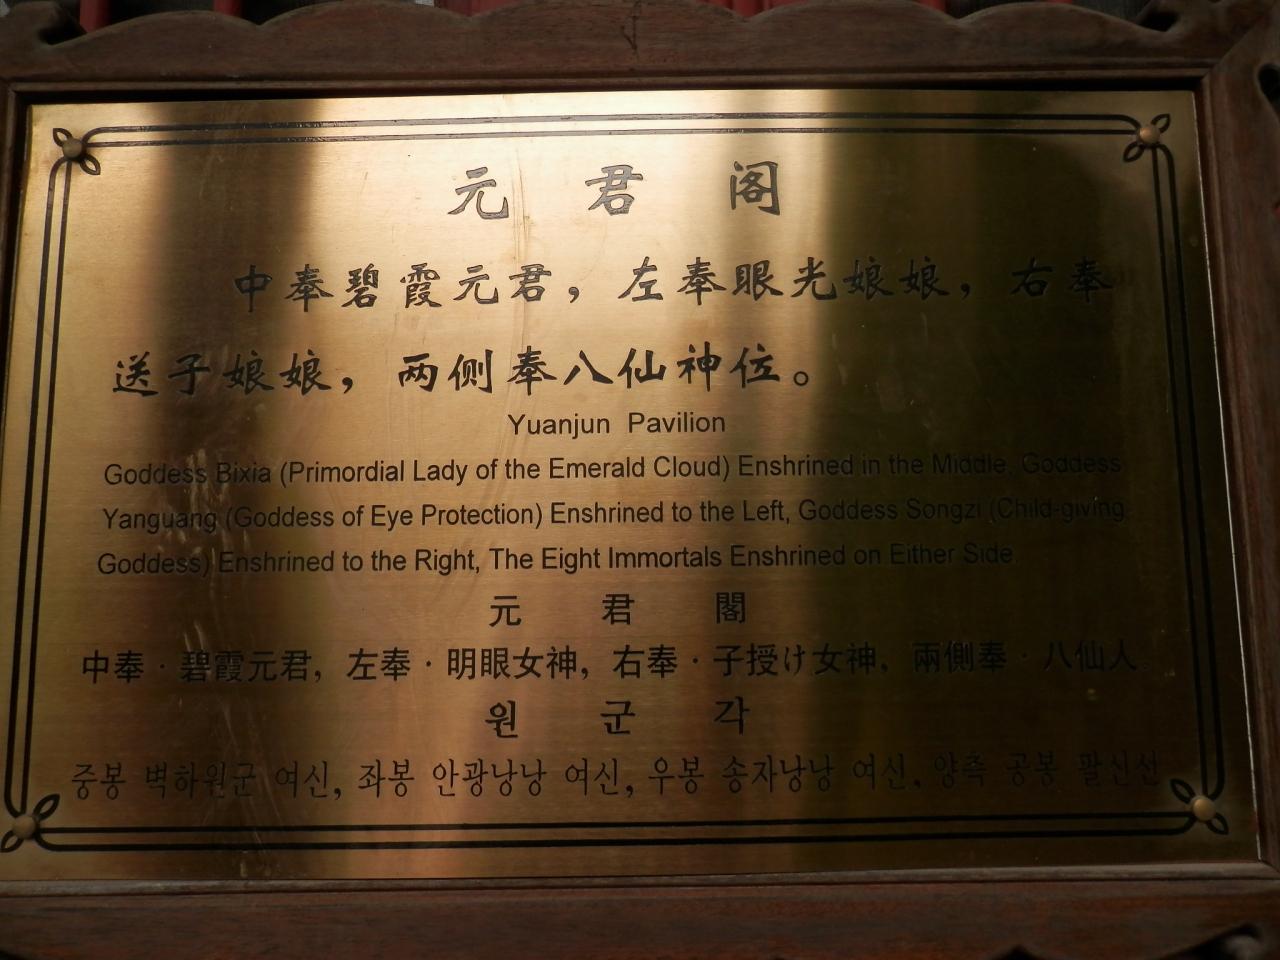 元君阁
中奉碧霞元君，左奉眼光娘娘，右奉
送子娘娘，两侧奉八仙神位。
Yuanjun Pavilion
Goddess Bixia (Primordial Lady of the Emerald Cloud) Enshrined in the Middle, Goddess
Yanguang (Goddess of Eye Protection) Enshrined to the Left, Goddess Songzi (Child-giving
Goddess) Enshrined to the Right, The Eight Immortals Enshrined on Either Side.
元君閣
中奉·碧霞元君，左奉·明眼女神，右奉·子授け女神，兩側奉·八仙人.
원군각
중봉 벽하원군 여신, 좌봉 안광낭낭 여신, 우봉 송자낭낭 여신, 양측 공봉 팔신선